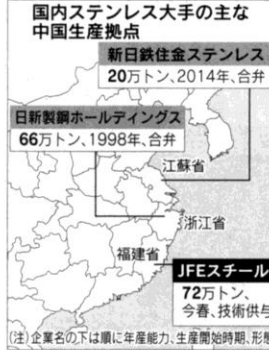 国内ステンレス大手の主な
中国生産拠点
新日鉄住金ステンレス
20万トン、2014年、合弁
日新製鋼ホールディングス
66万トン、1998年、合弁
江蘇省
浙江省
福建省
JFEスチール
72万トン、
今春、技術供与
(注)企業名の下は順に年産能力、生産開始時期、形態